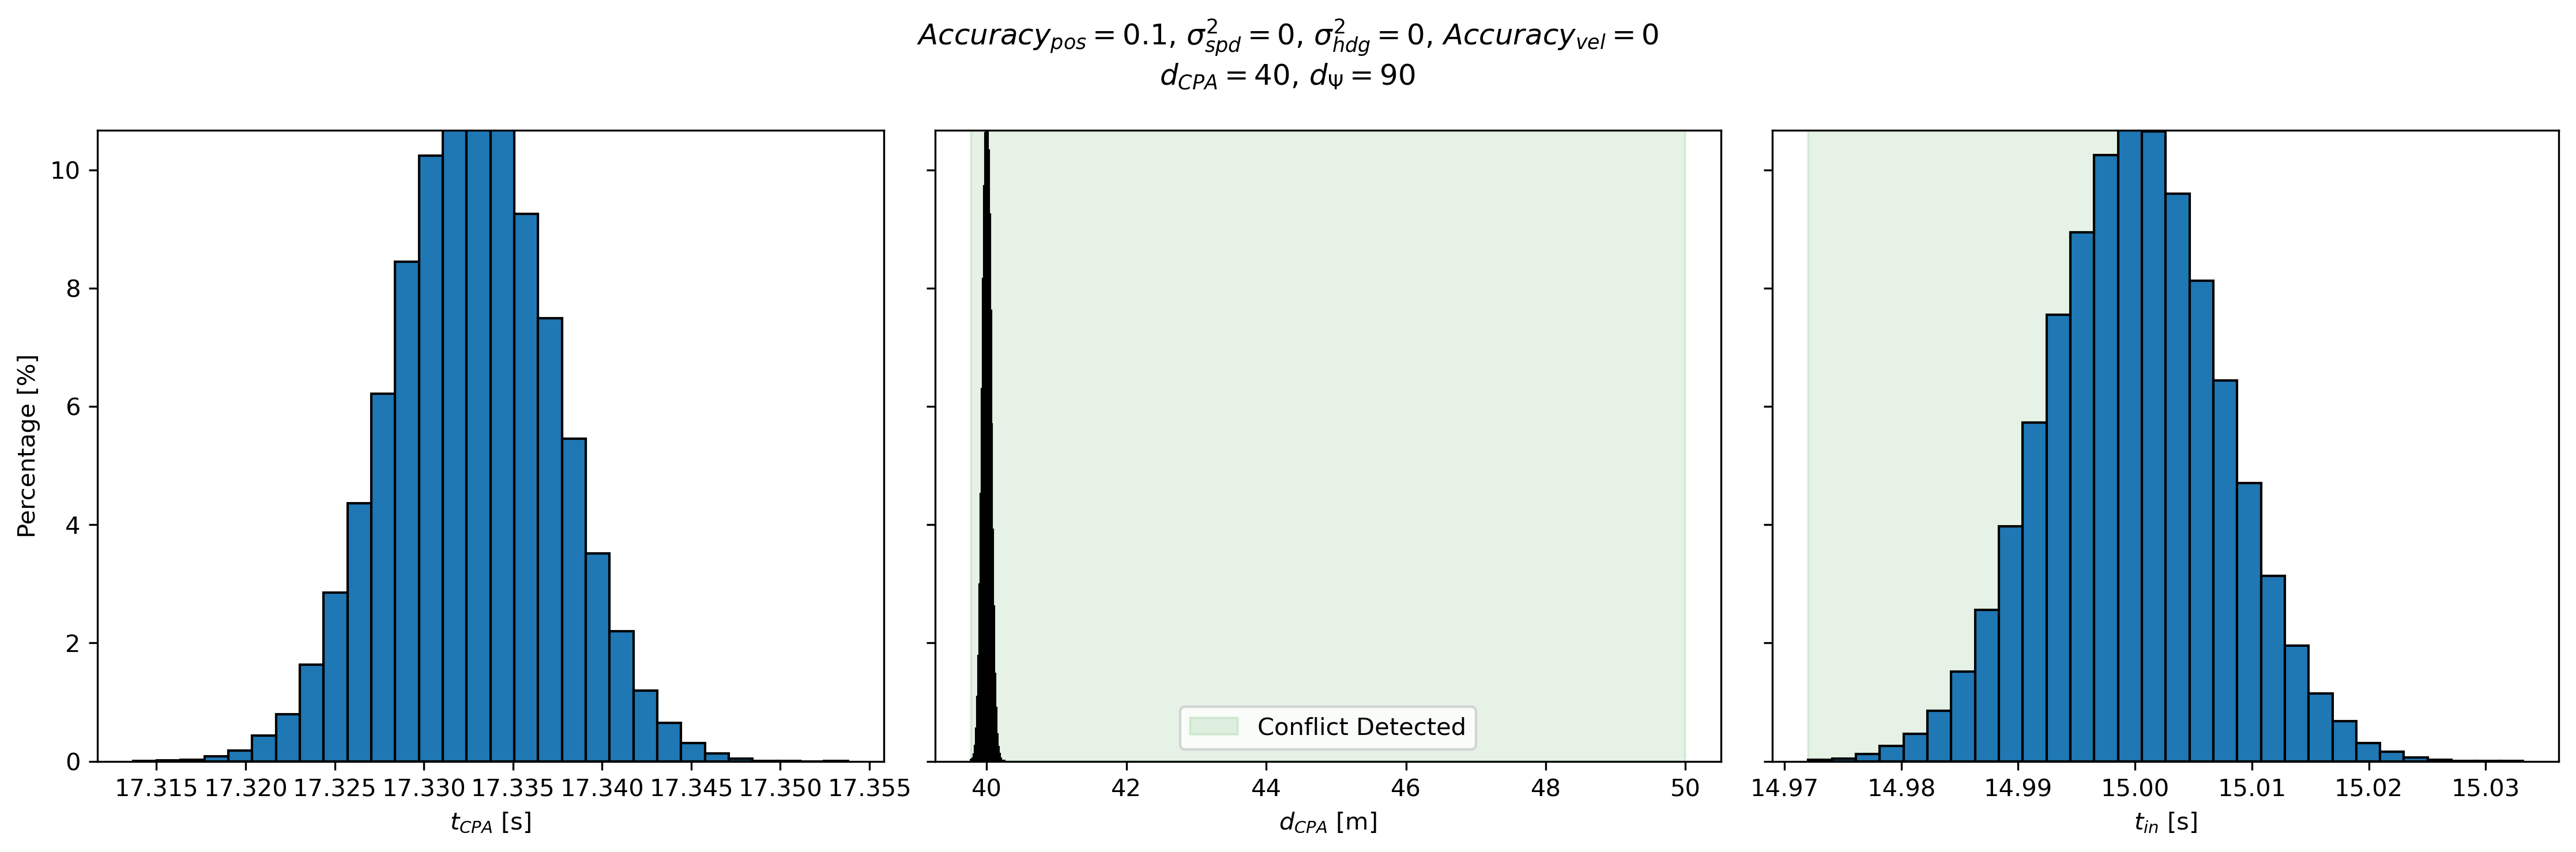 Accuracy_pos = 0.1, σ²_spd = 0, σ²_hdg = 0, Accuracy_vel = 0
d_CPA = 40, d_Ψ = 90
Percentage [%]
10
8
6
4
2
0
17.315 17.320 17.325 17.330 17.335 17.340 17.345 17.350 17.355
t_CPA [s]
Conflict Detected
40 42 44 46 48 50
d_CPA [m]
14.97 14.98 14.99 15.00 15.01 15.02 15.03
t_in [s]